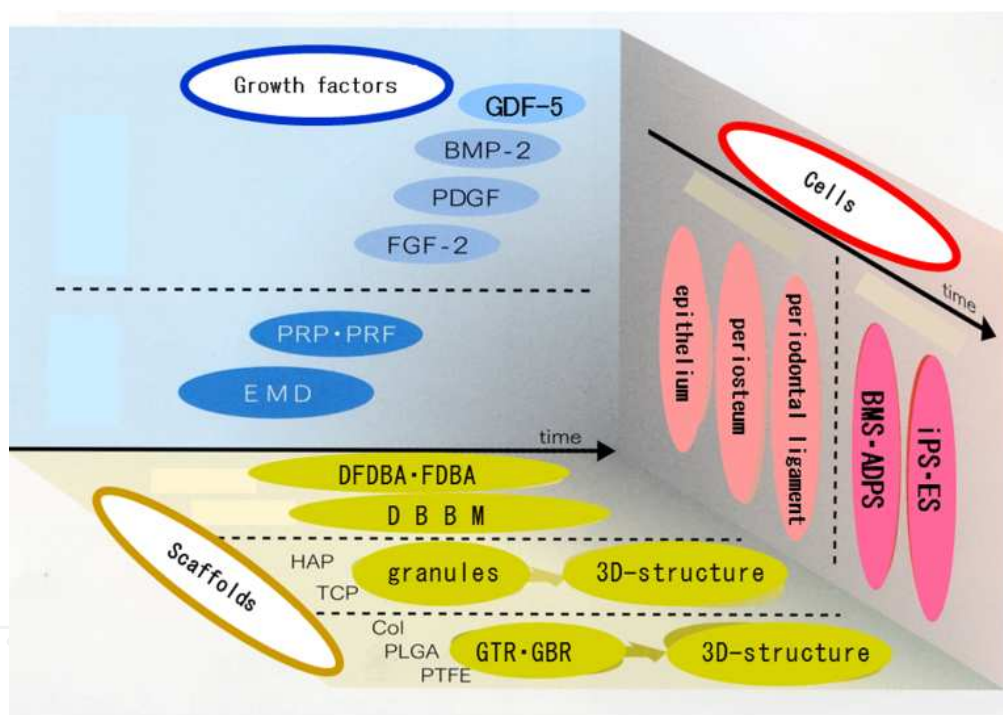 Growth factors
GDF-5
BMP-2
PDGF
FGF-2
PRP・PRF
EMD
time
Cells
time
epithelium
periosteum
periodontal ligament
BMS・ADPS
iPS・ES
Scaffolds
DFDBA・FDBA
D B B M
HAP
TCP
granules
3D-structure
Col
PLGA
PTFE
GTR・GBR
3D-structure